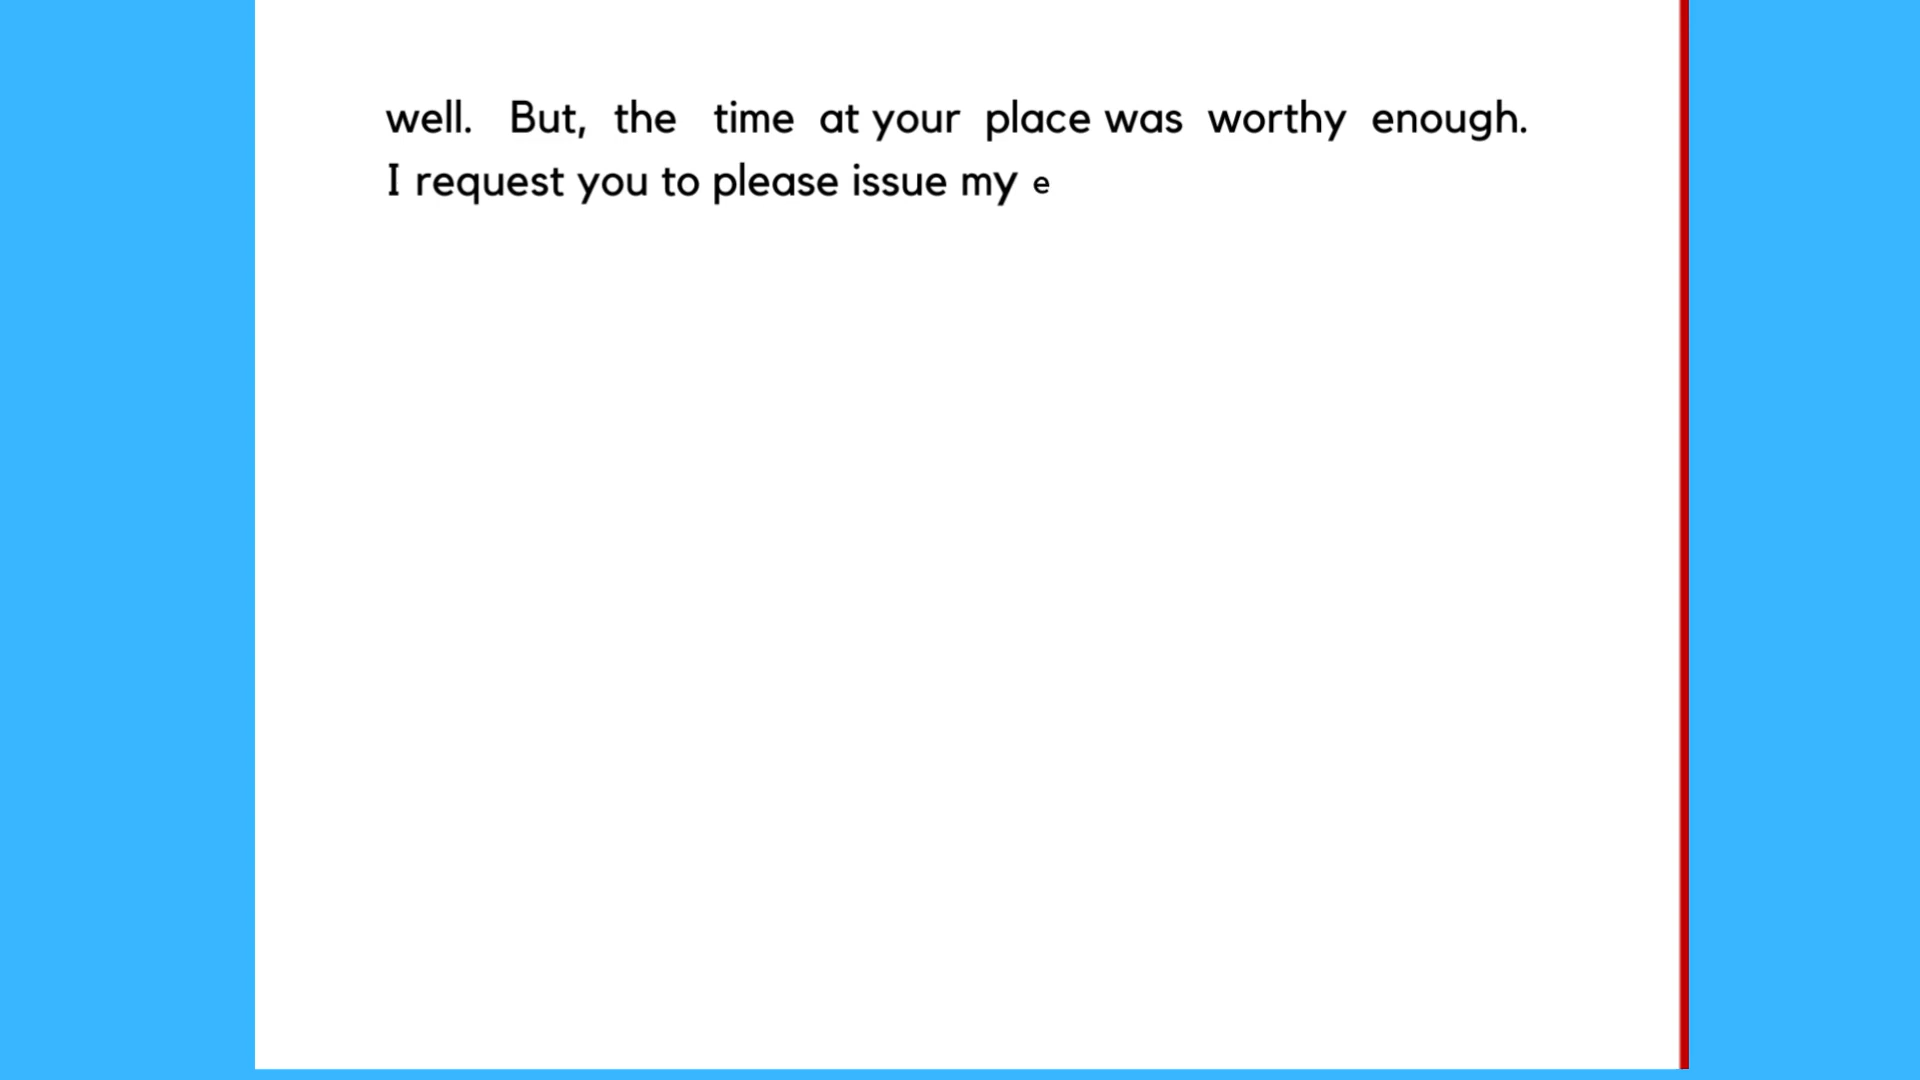 well. But, the time at your place was worthy enough.
I request you to please issue my e